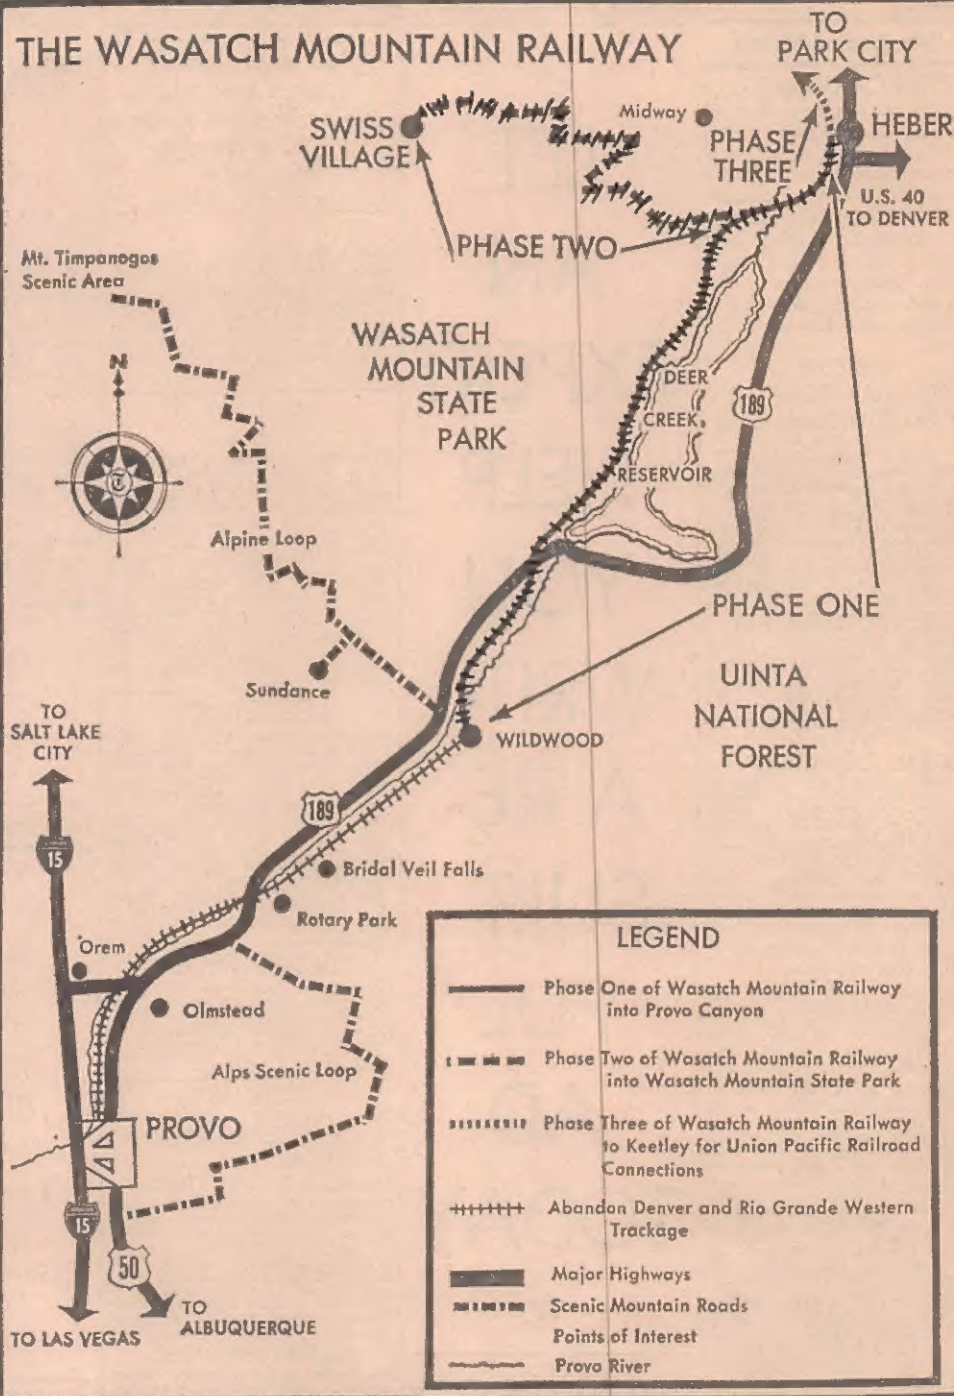 THE WASATCH MOUNTAIN RAILWAY
TO
PARK CITY
SWISS
VILLAGE
Midway
PHASE
THREE
HEBER
U.S. 40
TO DENVER
PHASE TWO
Mt. Timpanogos
Scenic Area
N
WASATCH
MOUNTAIN
STATE
PARK
DEER
CREEK
RESERVOIR
189
T
Alpine Loop
PHASE ONE
Sundance
UINTA
NATIONAL
FOREST
WILDWOOD
TO
SALT LAKE
CITY
189
15
Bridal Veil Falls
Rotary Park
Orem
Olmstead
Alps Scenic Loop
PROVO
15
50
TO LAS VEGAS
TO
ALBUQUERQUE
LEGEND
Phase One of Wasatch Mountain Railway
into Provo Canyon
Phase Two of Wasatch Mountain Railway
into Wasatch Mountain State Park
Phase Three of Wasatch Mountain Railway
to Keetley for Union Pacific Railroad
Connections
Abandon Denver and Rio Grande Western
Trackage
Major Highways
Scenic Mountain Roads
Points of Interest
Provo River